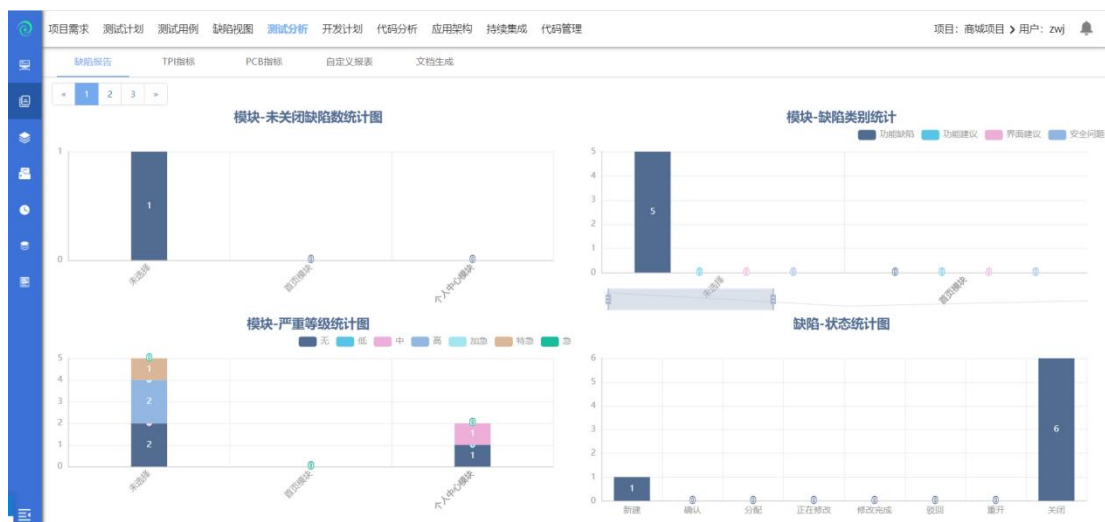 项目需求 测试计划 测试用例 缺陷视图 测试分析 开发计划 代码分析 应用架构 持续集成 代码管理 项目：商城项目 用户：zwj
缺陷报告 TPI指标 PCB指标 自定义报表 文档生成
« 1 2 3 »
模块-未关闭缺陷数统计图
1
0
1
0
0
未选择 首页模块 个人中心模块
模块-缺陷类别统计
功能缺陷 功能建议 界面建议 安全问题
5
4
3
2
1
0
5
0 0 0 0 0 0 0
未选择 首页模块
模块-严重等级统计图
无 低 中 高 加急 特急 急
5
4
3
2
1
0
0
1
0
2
0
2
0
0
1
0
1
未选择 首页模块 个人中心模块
缺陷-状态统计图
6
5
4
3
2
1
0
1 0 0 0 0 0 0 6
新建 确认 分配 正在修改 修改完成 驳回 重开 关闭